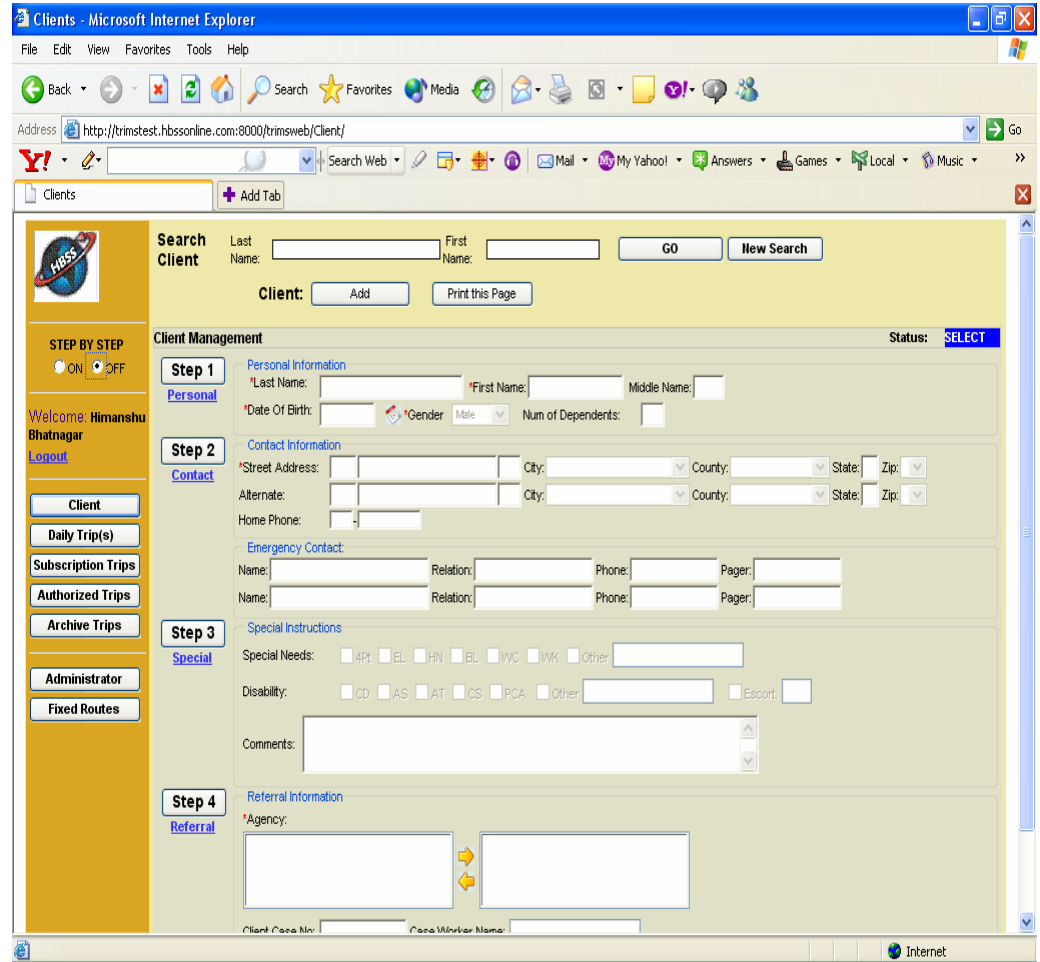 Clients - Microsoft Internet Explorer
File Edit View Favorites Tools Help
Back Search Favorites Media
Address http://trimstest.hbssonline.com:8000/trimsweb/Client/ Go
Y! Search Web Mail My Yahoo! Answers Games Local Music »
Clients Add Tab
HBSS
Search Client Last Name: First Name: GO New Search
Client: Add Print this Page
STEP BY STEP
ON OFF
Welcome: Himanshu
Bhatnagar
Logout
Client
Daily Trip(s)
Subscription Trips
Authorized Trips
Archive Trips
Administrator
Fixed Routes
Client Management Status: SELECT
Step 1
Personal
Personal Information
*Last Name: *First Name: Middle Name:
*Date Of Birth: *Gender Male Num of Dependents:
Step 2
Contact
Contact Information
*Street Address: City: County: State: Zip:
Alternate: City: County: State: Zip:
Home Phone: -
Emergency Contact:
Name: Relation: Phone: Pager:
Name: Relation: Phone: Pager:
Step 3
Special
Special Instructions
Special Needs: 4Pt EL HN BL WC WK Other
Disability: CD AS AT CS PCA Other Escort:
Comments:
Step 4
Referral
Referral Information
*Agency:
Client Case No: Case Worker Name:
Internet